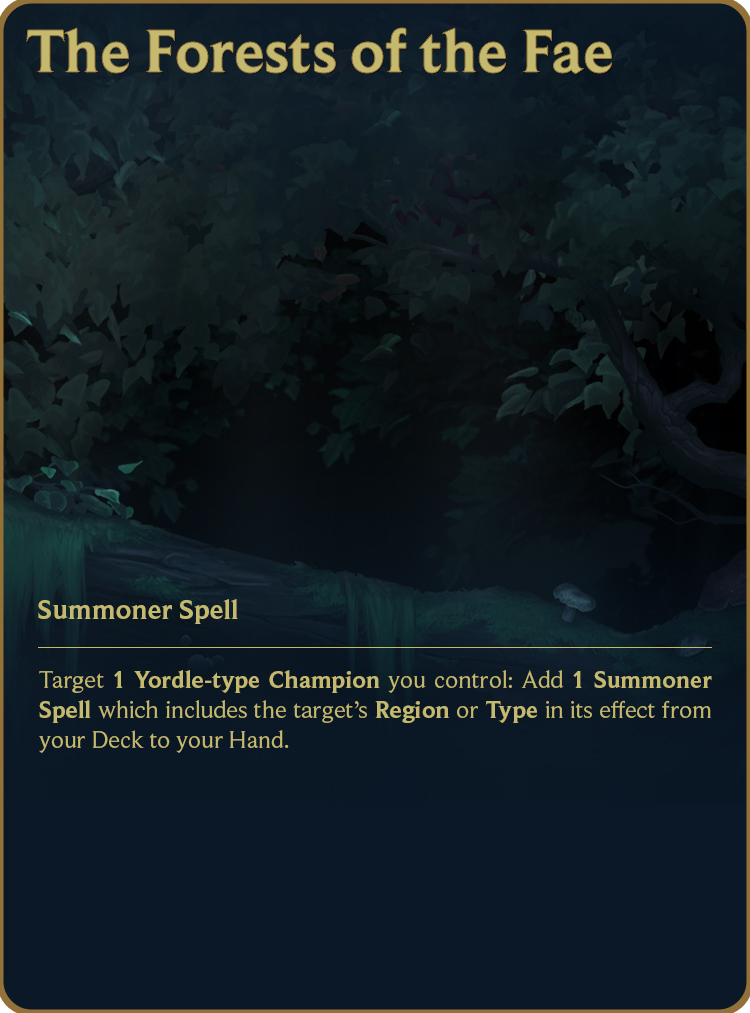 The Forests of the Fae
Summoner Spell
Target 1 Yordle-type Champion you control: Add 1 Summoner
Spell which includes the target's Region or Type in its effect from
your Deck to your Hand.